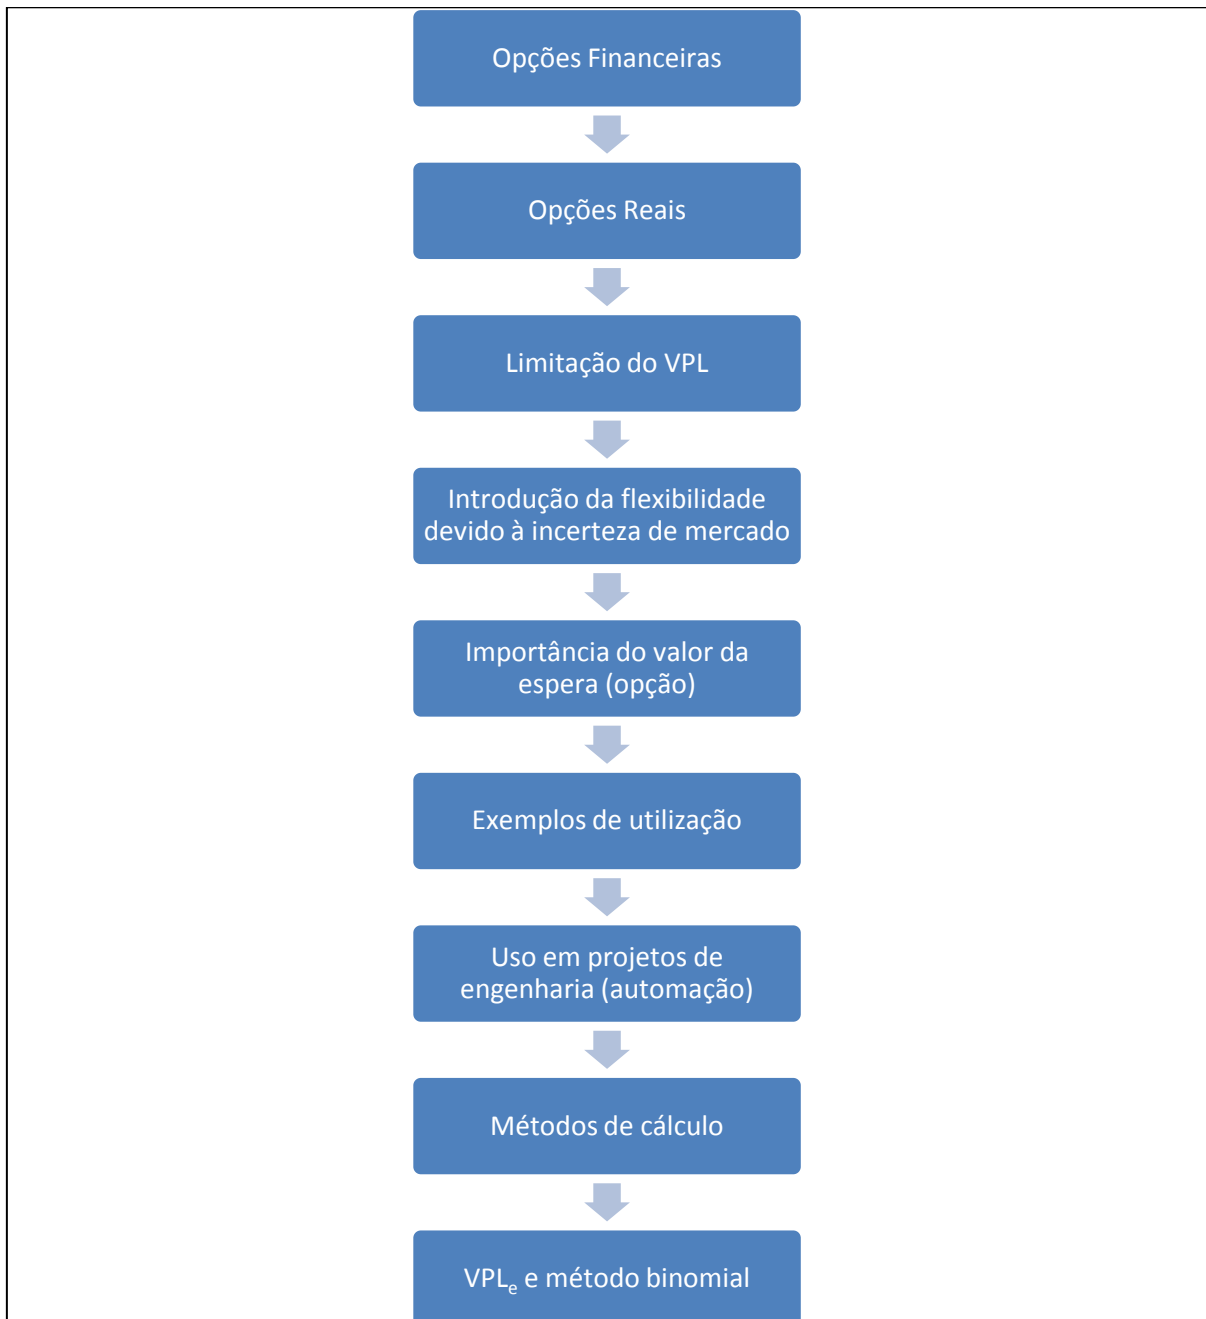 Opções Financeiras
Opções Reais
Limitação do VPL
Introdução da flexibilidade
devido à incerteza de mercado
Importância do valor da
espera (opção)
Exemplos de utilização
Uso em projetos de
engenharia (automação)
Métodos de cálculo
VPLₑ e método binomial